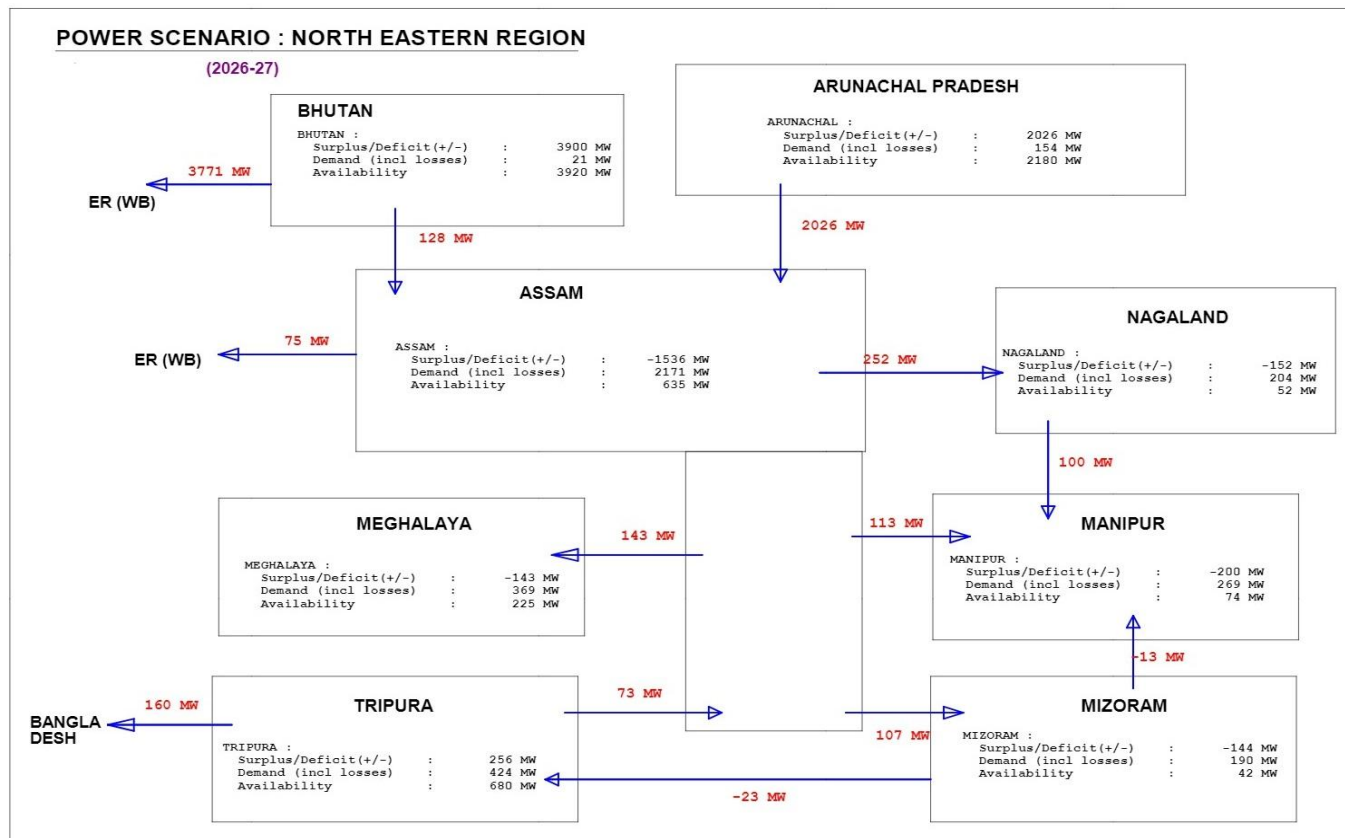 POWER SCENARIO : NORTH EASTERN REGION
(2026-27)
BHUTAN
BHUTAN :
Surplus/Deficit(+/-) : 3900 MW
Demand (incl losses) : 21 MW
Availability : 3920 MW
ARUNACHAL PRADESH
ARUNACHAL :
Surplus/Deficit(+/-) : 2026 MW
Demand (incl losses) : 154 MW
Availability : 2180 MW
3771 MW
ER (WB)
128 MW
2026 MW
ASSAM
ASSAM :
Surplus/Deficit(+/-) : -1536 MW
Demand (incl losses) : 2171 MW
Availability : 635 MW
75 MW
ER (WB)
252 MW
NAGALAND
NAGALAND :
Surplus/Deficit(+/-) : -152 MW
Demand (incl losses) : 204 MW
Availability : 52 MW
100 MW
MEGHALAYA
MEGHALAYA :
Surplus/Deficit(+/-) : -143 MW
Demand (incl losses) : 369 MW
Availability : 225 MW
143 MW
113 MW
MANIPUR
MANIPUR :
Surplus/Deficit(+/-) : -200 MW
Demand (incl losses) : 269 MW
Availability : 74 MW
-13 MW
160 MW
BANGLA
DESH
TRIPURA
TRIPURA :
Surplus/Deficit(+/-) : 256 MW
Demand (incl losses) : 424 MW
Availability : 680 MW
73 MW
107 MW
MIZORAM
MIZORAM :
Surplus/Deficit(+/-) : -144 MW
Demand (incl losses) : 190 MW
Availability : 42 MW
-23 MW